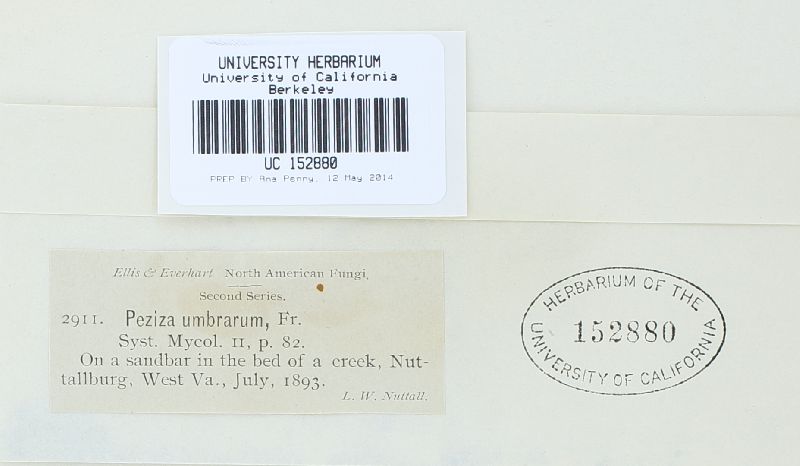 UNIVERSITY HERBARIUM
University of California
Berkeley
UC 152880
PREP BY Ana Penny, 12 May 2014
Ellis & Everhart North American Fungi,
Second Series.
2911. Peziza umbrarum, Fr.
Syst. Mycol. II, p. 82.
On a sandbar in the bed of a creek, Nut-
tallburg, West Va., July, 1893.
L. W. Nuttall.
HERBARIUM OF THE
152880
UNIVERSITY OF CALIFORNIA